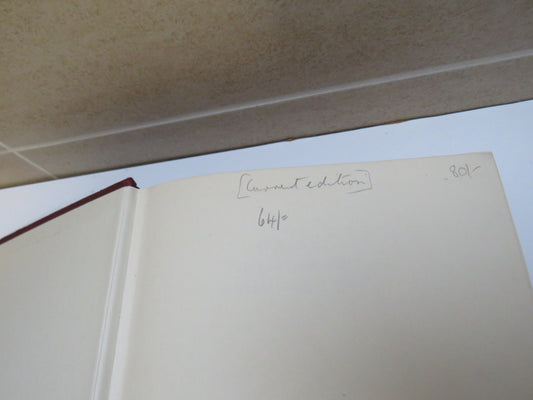 [Current edition]
80/-
64/=